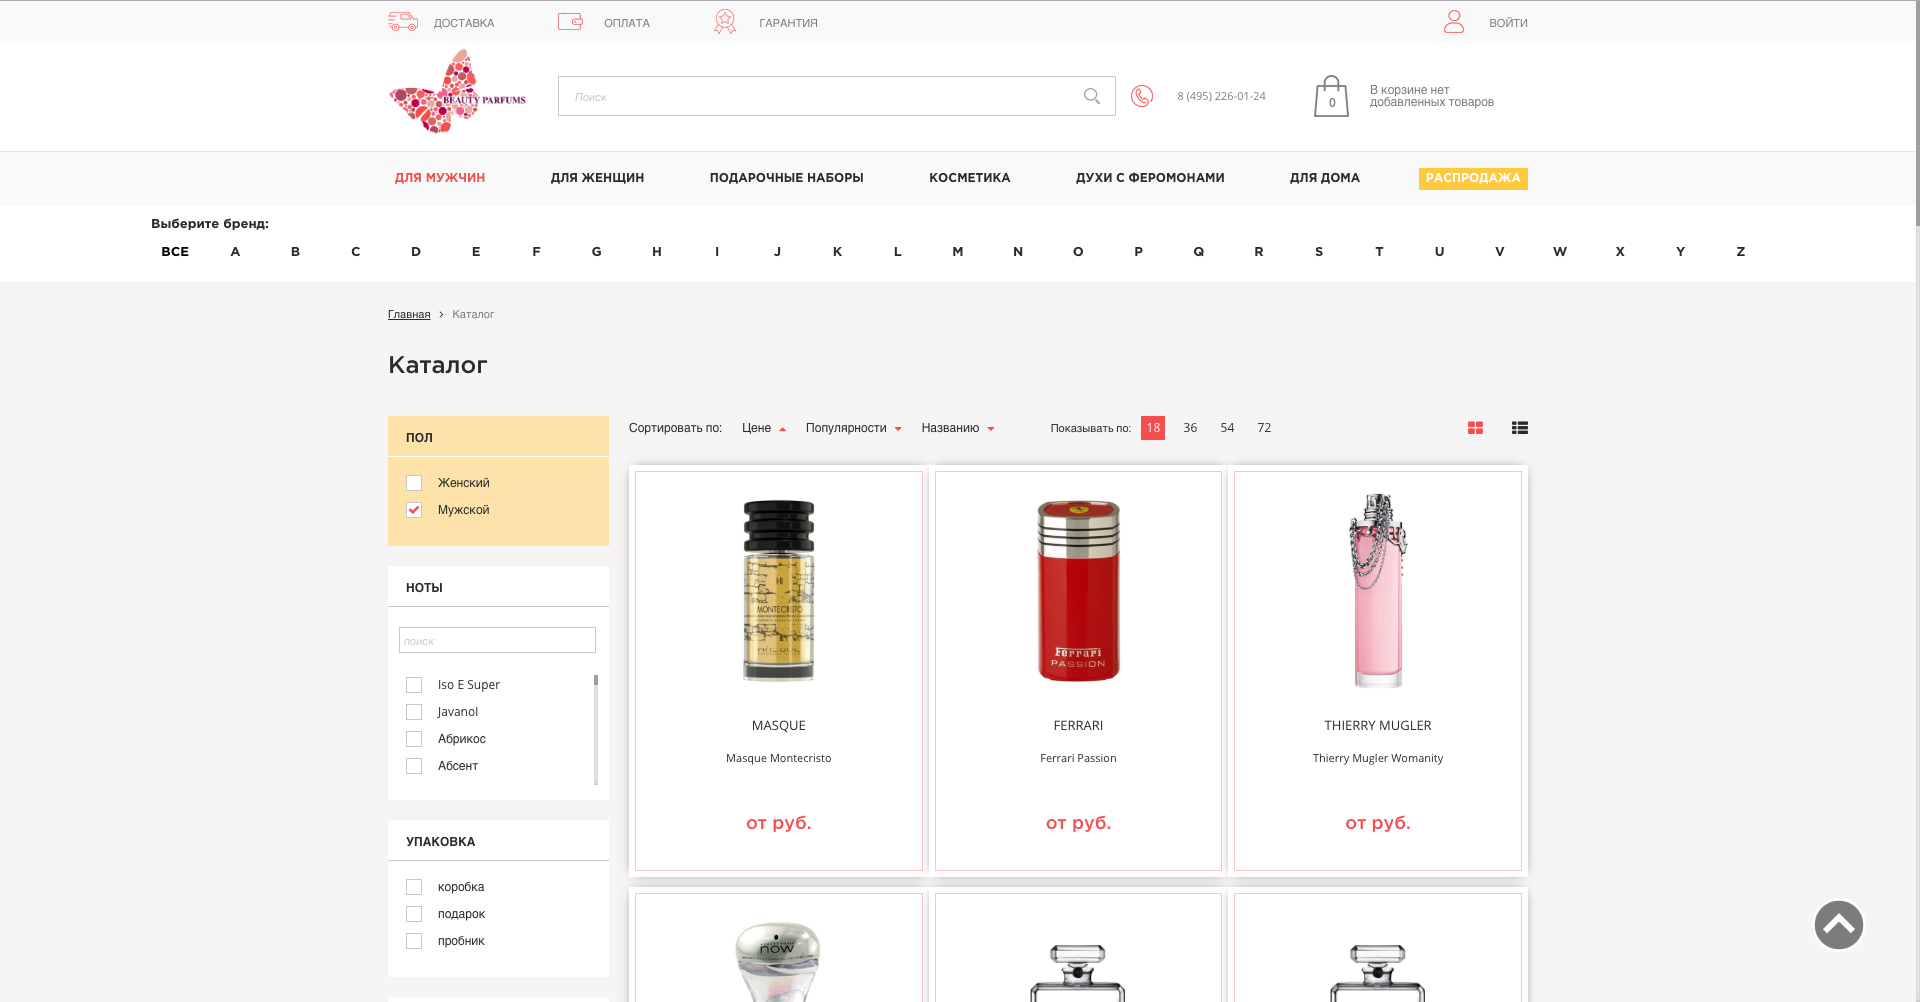 ДОСТАВКА
ОПЛАТА
ГАРАНТИЯ
ВОЙТИ
BEAUTY PARFUMS
Поиск
8 (495) 226-01-24
0
В корзине нет
добавленных товаров
ДЛЯ МУЖЧИН
ДЛЯ ЖЕНЩИН
ПОДАРОЧНЫЕ НАБОРЫ
КОСМЕТИКА
ДУХИ С ФЕРОМОНАМИ
ДЛЯ ДОМА
РАСПРОДАЖА
Выберите бренд:
ВСЕ A B C D E F G H I J K L M N O P Q R S T U V W X Y Z
Главная > Каталог
Каталог
ПОЛ
Женский
Мужской
НОТЫ
поиск
Iso E Super
Javanol
Абрикос
Абсент
УПАКОВКА
коробка
подарок
пробник
Сортировать по: Цене Популярности Названию
Показывать по: 18 36 54 72
MONTECRISTO
MASQUE
Masque Montecristo
от руб.
Ferrari
PASSION
FERRARI
Ferrari Passion
от руб.
THIERRY MUGLER
Thierry Mugler Womanity
от руб.
now